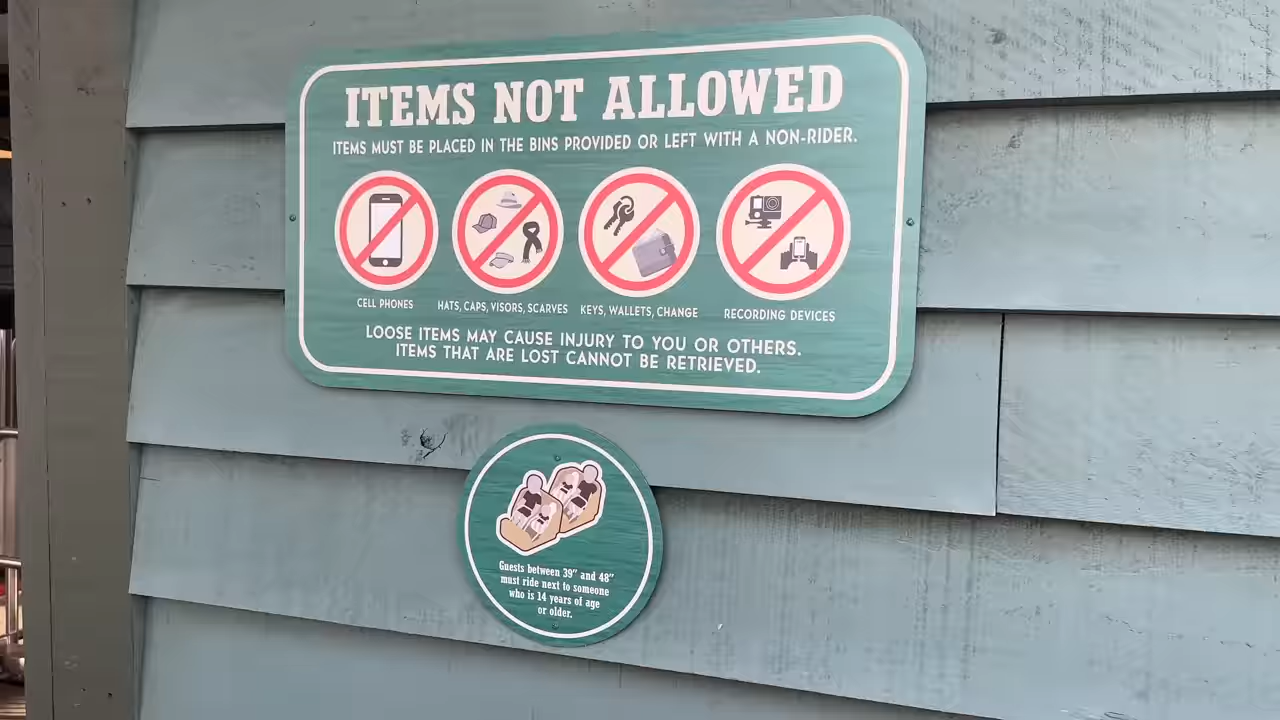 ITEMS NOT ALLOWED
ITEMS MUST BE PLACED IN THE BINS PROVIDED OR LEFT WITH A NON-RIDER.
CELL PHONES
HATS, CAPS, VISORS, SCARVES
KEYS, WALLETS, CHANGE
RECORDING DEVICES
LOOSE ITEMS MAY CAUSE INJURY TO YOU OR OTHERS.
ITEMS THAT ARE LOST CANNOT BE RETRIEVED.
Guests between 39" and 48"
must ride next to someone
who is 14 years of age
or older.